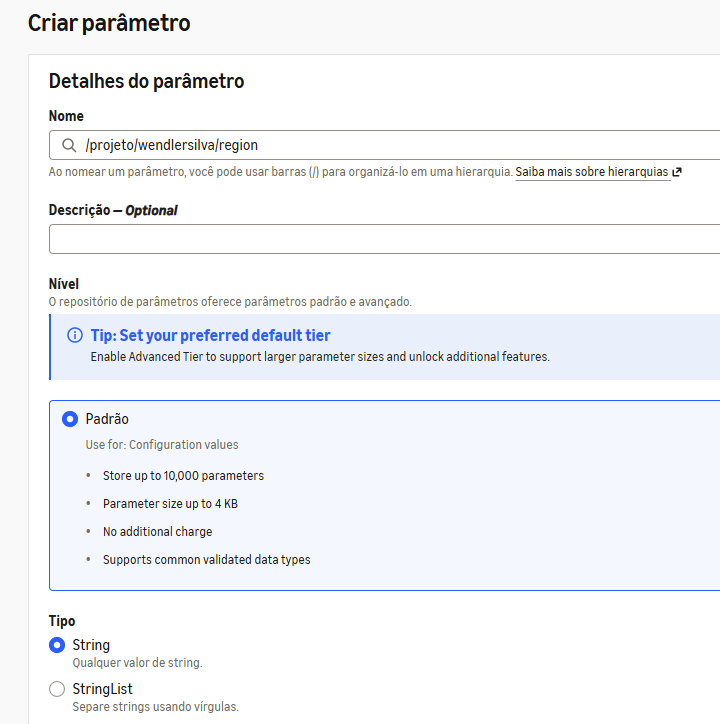 Criar parâmetro
Detalhes do parâmetro
Nome
/projeto/wendlersilva/region
Ao nomear um parâmetro, você pode usar barras (/) para organizá-lo em uma hierarquia. Saiba mais sobre hierarquias
Descrição – Optional
Nível
O repositório de parâmetros oferece parâmetros padrão e avançado.
Tip: Set your preferred default tier
Enable Advanced Tier to support larger parameter sizes and unlock additional features.
Padrão
Use for: Configuration values
• Store up to 10,000 parameters
• Parameter size up to 4 KB
• No additional charge
• Supports common validated data types
Tipo
String
Qualquer valor de string.
StringList
Separe strings usando vírgulas.